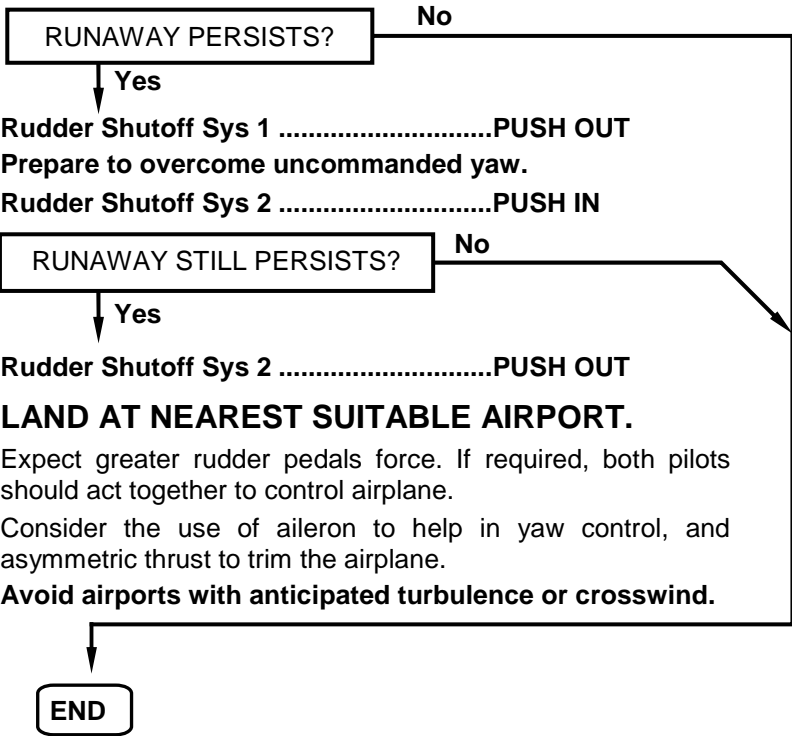 No
RUNAWAY PERSISTS?
Yes
Rudder Shutoff Sys 1 .............................PUSH OUT
Prepare to overcome uncommanded yaw.
Rudder Shutoff Sys 2 .............................PUSH IN
No
RUNAWAY STILL PERSISTS?
Yes
Rudder Shutoff Sys 2 .............................PUSH OUT
LAND AT NEAREST SUITABLE AIRPORT.
Expect greater rudder pedals force. If required, both pilots
should act together to control airplane.
Consider the use of aileron to help in yaw control, and
asymmetric thrust to trim the airplane.
Avoid airports with anticipated turbulence or crosswind.
END